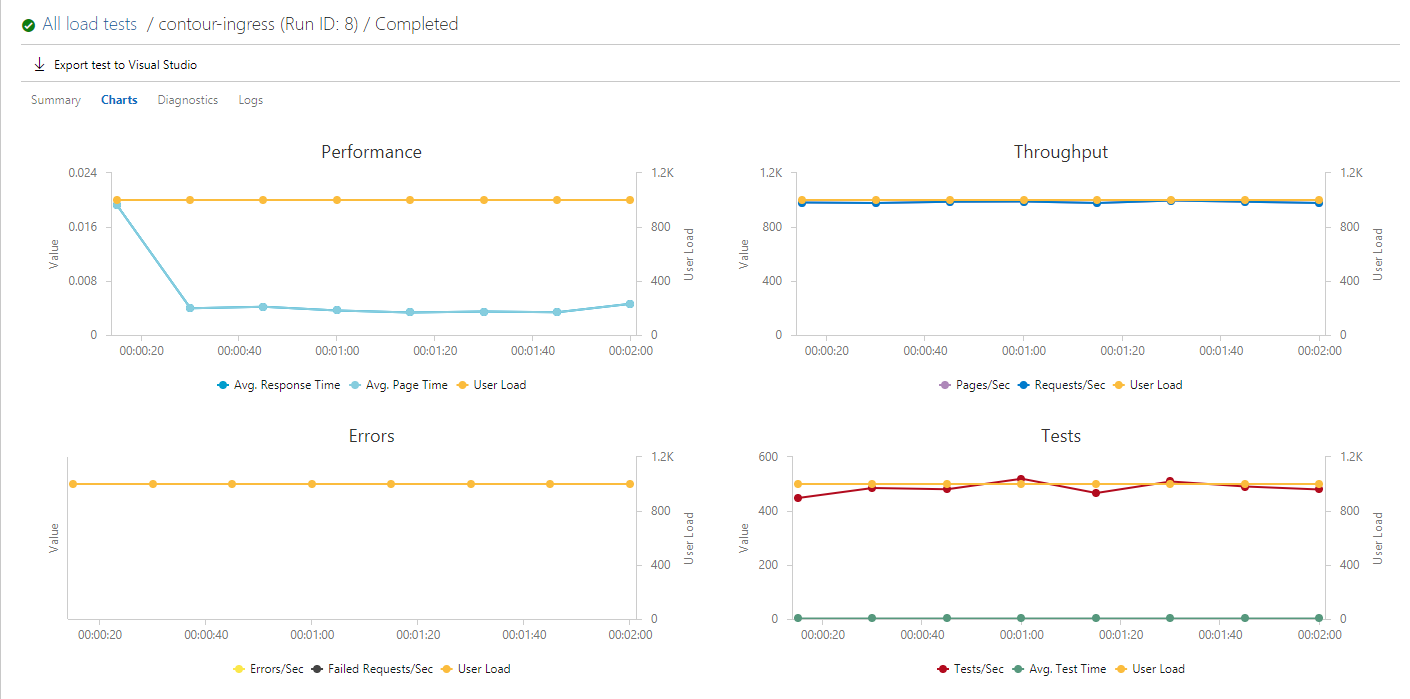 All load tests / contour-ingress (Run ID: 8) / Completed
Export test to Visual Studio
Summary Charts Diagnostics Logs
Performance
0.024
0.016
0.008
0
Value
1.2K
800
400
0
User Load
00:00:20 00:00:40 00:01:00 00:01:20 00:01:40 00:02:00
Avg. Response Time Avg. Page Time User Load
Throughput
1.2K
800
400
0
Value
1.2K
800
400
0
User Load
00:00:20 00:00:40 00:01:00 00:01:20 00:01:40 00:02:00
Pages/Sec Requests/Sec User Load
Errors
Value
1.2K
800
400
0
User Load
00:00:20 00:00:40 00:01:00 00:01:20 00:01:40 00:02:00
Errors/Sec Failed Requests/Sec User Load
Tests
600
400
200
0
Value
1.2K
800
400
0
User Load
00:00:20 00:00:40 00:01:00 00:01:20 00:01:40 00:02:00
Tests/Sec Avg. Test Time User Load